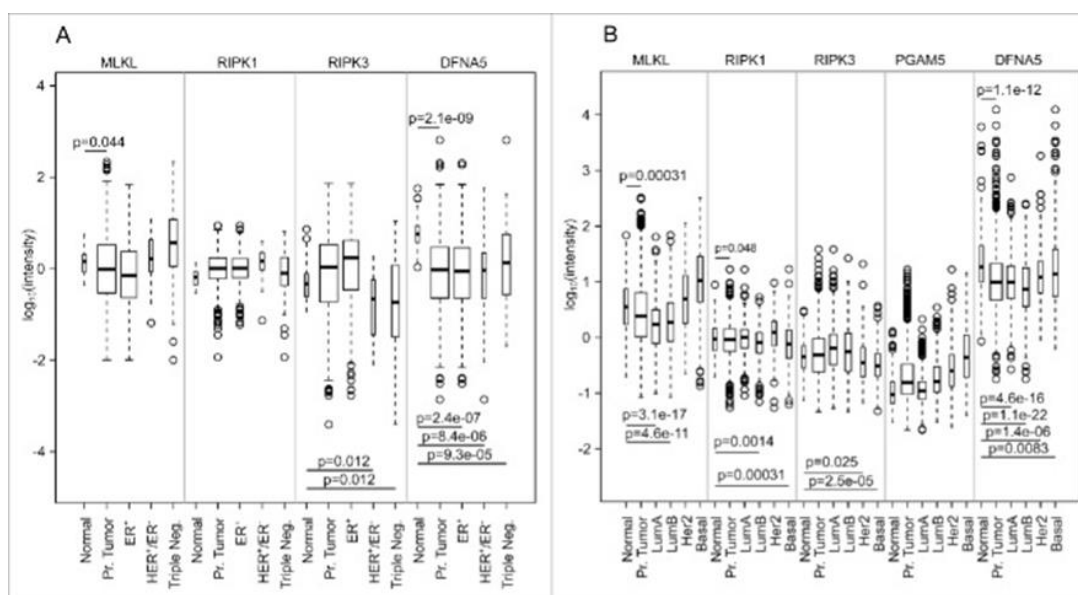 A
MLKL RIPK1 RIPK3 DFNA5
4
2
0
-2
-4
log₁₀(intensity)
p=0.044
p=2.1e-09
p=2.4e-07
p=8.4e-06
p=9.3e-05
p=0.012
p=0.012
Normal
Pr. Tumor
ER⁺
HER⁺/ER⁻
Triple Neg.
Normal
Pr. Tumor
ER⁺
HER⁺/ER⁻
Triple Neg.
Normal
Pr. Tumor
ER⁺
HER⁺/ER⁻
Triple Neg.
Normal
Pr. Tumor
ER⁺
HER⁺/ER⁻
Triple Neg.
B
MLKL RIPK1 RIPK3 PGAM5 DFNA5
4
3
2
1
0
-1
-2
log₁₀(intensity)
p=1.1e-12
p=0.00031
p=0.048
p=3.1e-17
p=4.6e-11
p=0.0014
p=0.00031
p=0.025
p=2.5e-05
p=4.6e-16
p=1.1e-22
p=1.4e-06
p=0.0083
Normal
Pr. Tumor
LumA
LumB
Her2
Basal
Normal
Pr. Tumor
LumA
LumB
Her2
Basal
Normal
Pr. Tumor
LumA
LumB
Her2
Basal
Normal
Pr. Tumor
LumA
LumB
Her2
Basal
Normal
Pr. Tumor
LumA
LumB
Her2
Basal